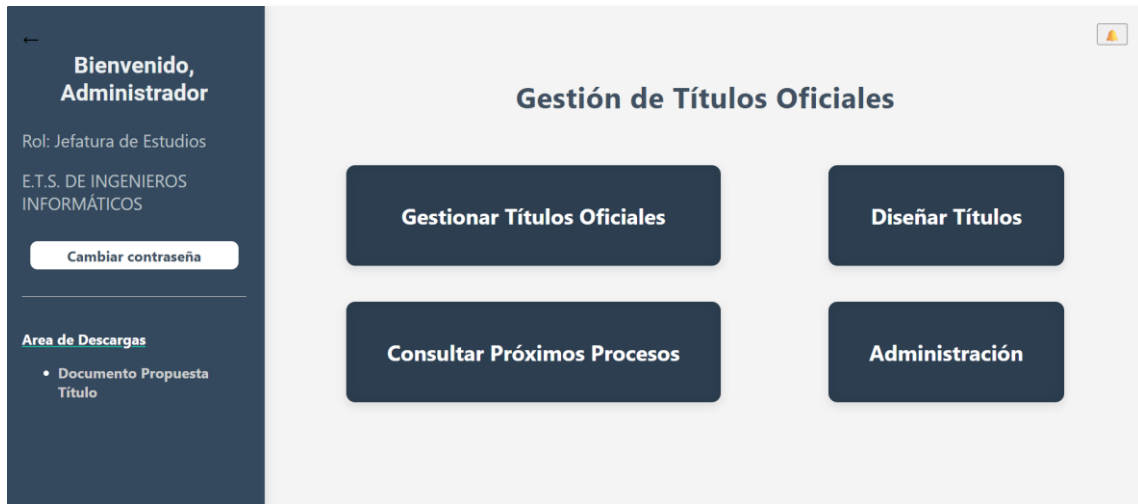 Bienvenido,
Administrador
Rol: Jefatura de Estudios
E.T.S. DE INGENIEROS
INFORMÁTICOS
Cambiar contraseña
Area de Descargas
Documento Propuesta
Título
Gestión de Títulos Oficiales
Gestionar Títulos Oficiales
Diseñar Títulos
Consultar Próximos Procesos
Administración